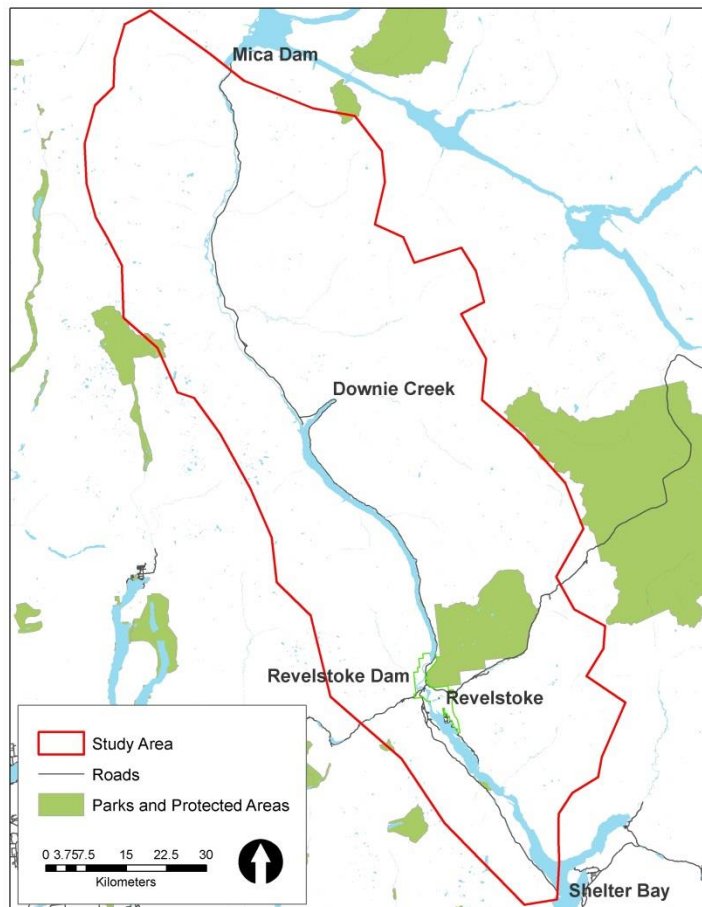 Mica Dam
Downie Creek
Revelstoke Dam
Revelstoke
Study Area
Roads
Parks and Protected Areas
0 3.757.5 15 22.5 30
Kilometers
Shelter Bay